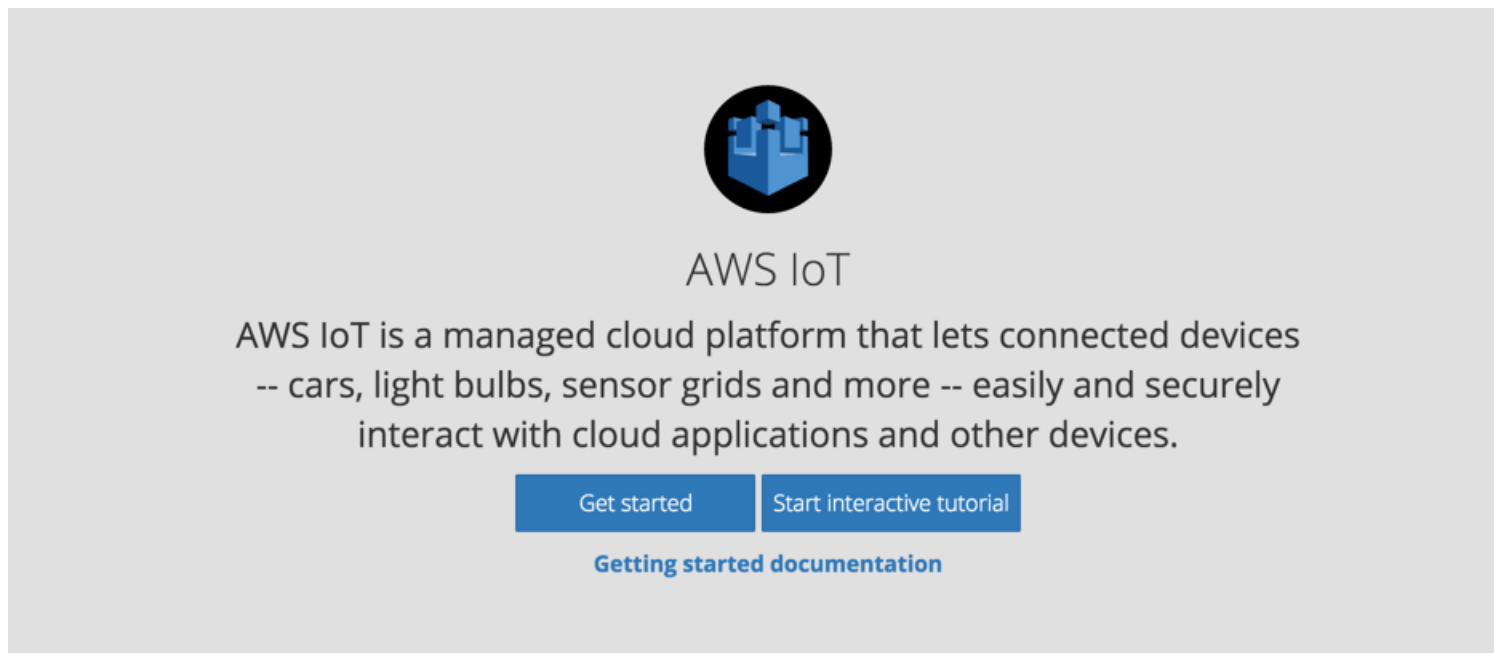 AWS IoT
AWS IoT is a managed cloud platform that lets connected devices
-- cars, light bulbs, sensor grids and more -- easily and securely
interact with cloud applications and other devices.
Get started
Start interactive tutorial
Getting started documentation